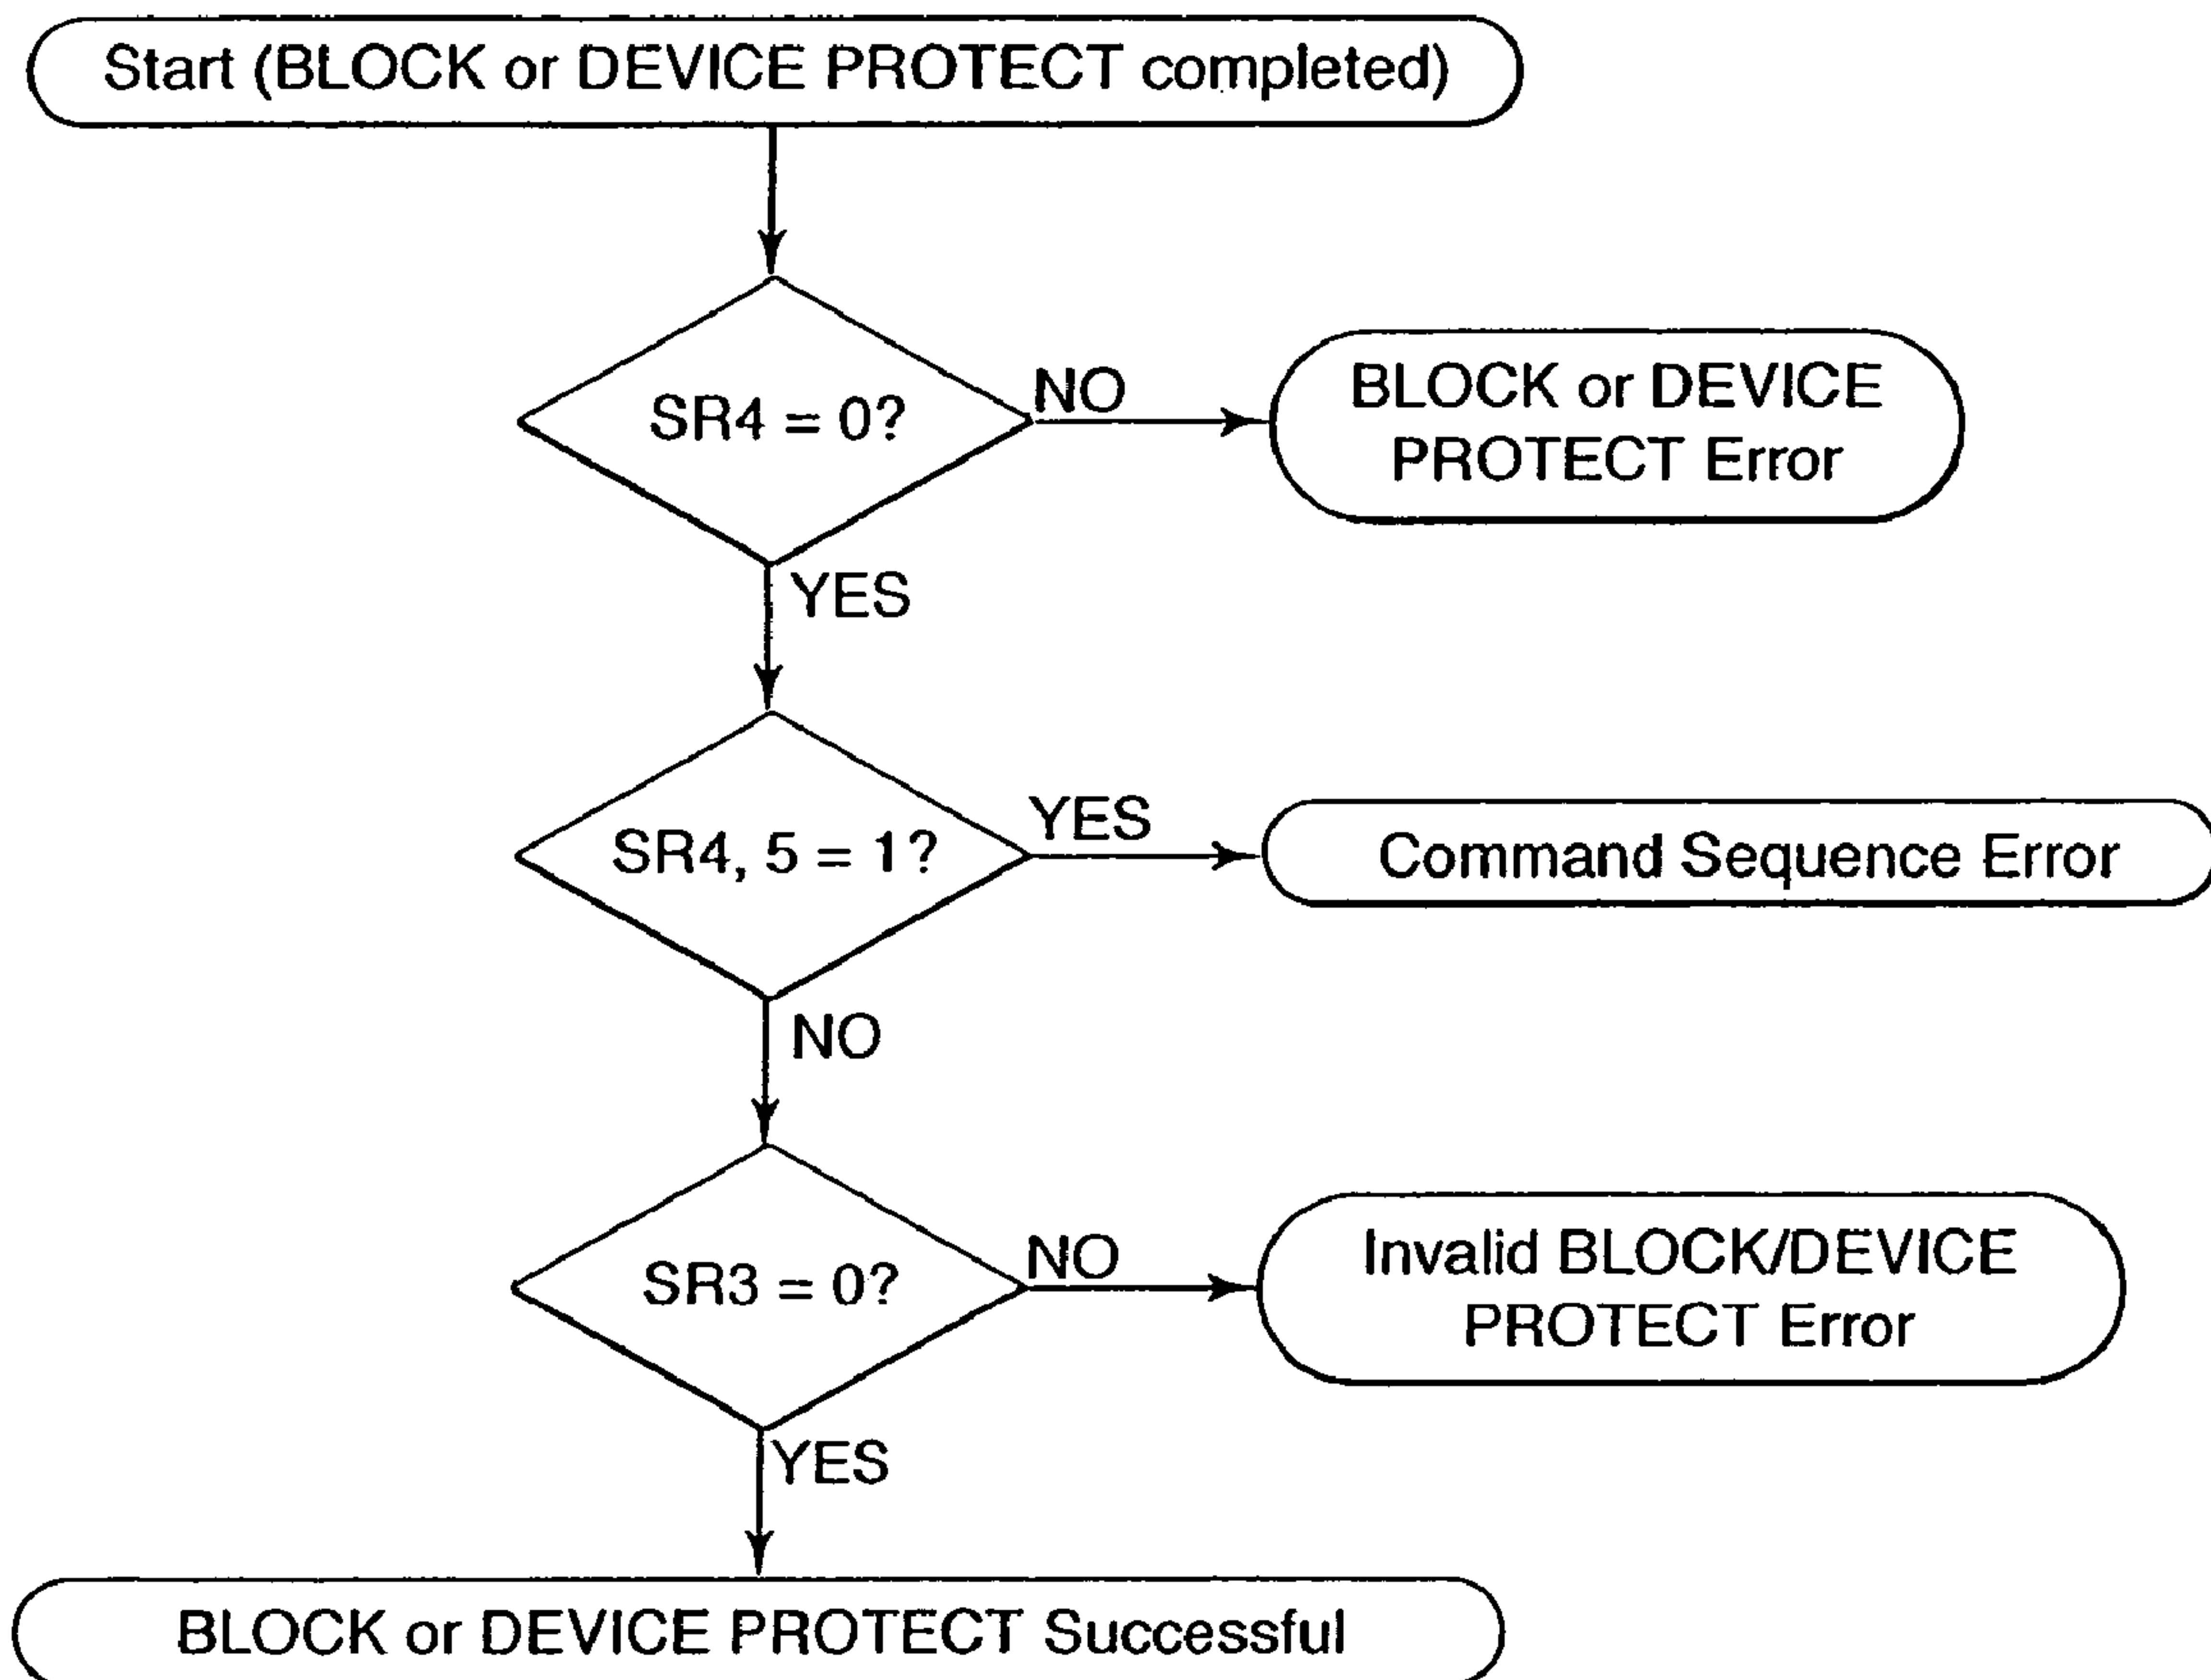 Start (BLOCK or DEVICE PROTECT completed)
SR4 = 0?
NO
BLOCK or DEVICE
PROTECT Error
YES
SR4, 5 = 1?
YES
Command Sequence Error
NO
SR3 = 0?
NO
Invalid BLOCK/DEVICE
PROTECT Error
YES
BLOCK or DEVICE PROTECT Successful